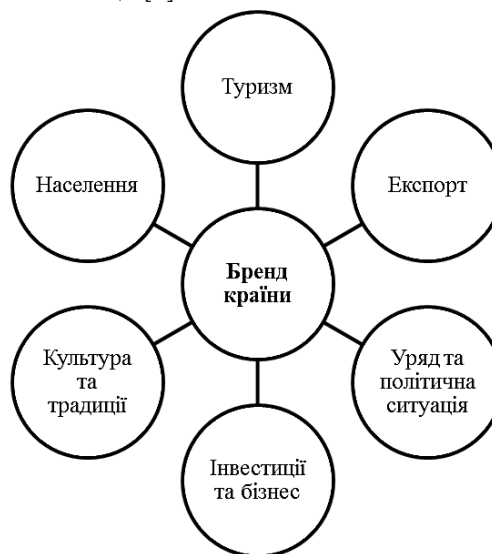 Туризм
Населення
Експорт
Бренд
країни
Культура
та
традиції
Уряд та
політична
ситуація
Інвестиції
та бізнес